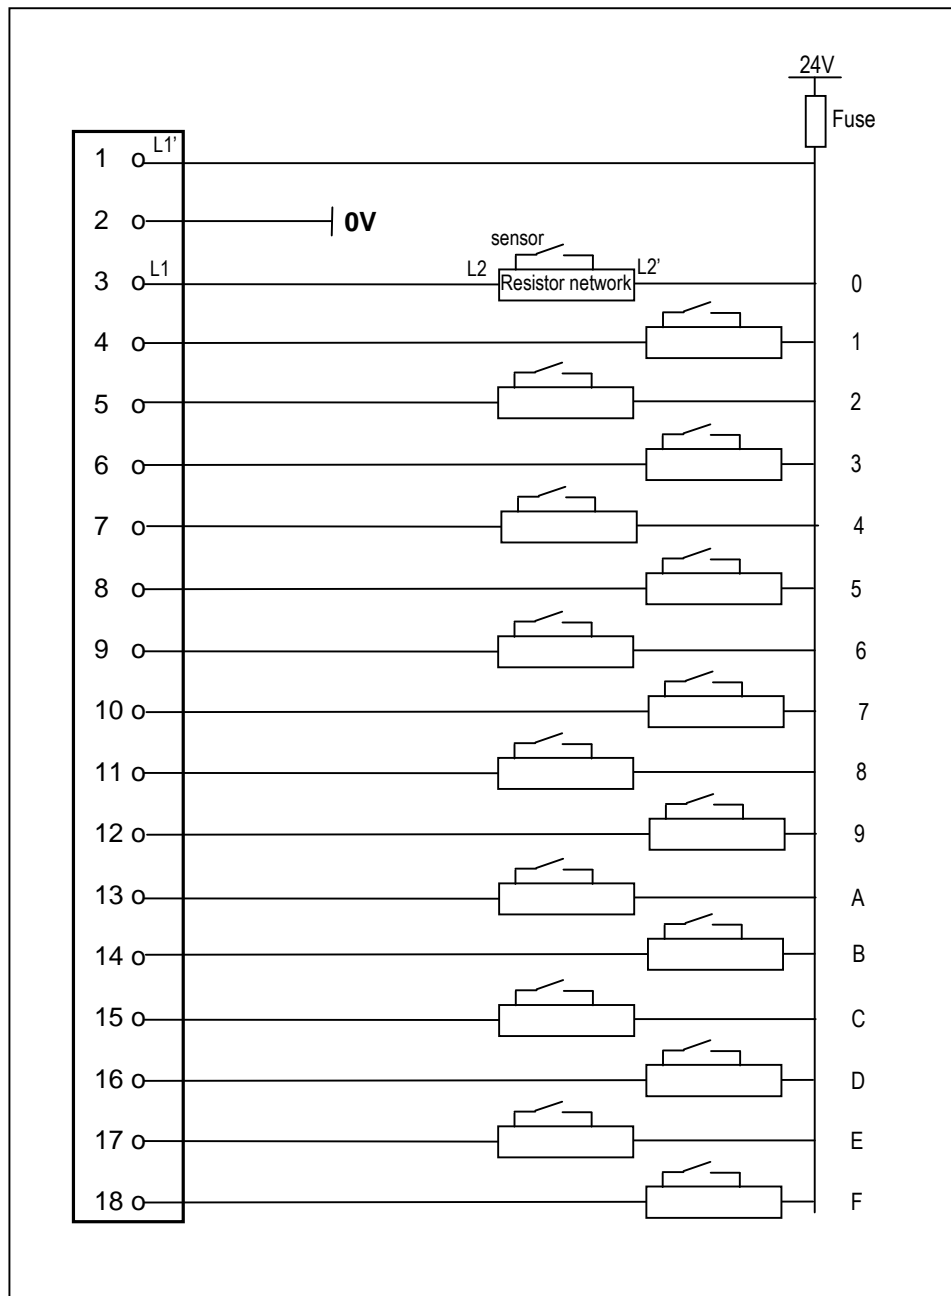 24V
Fuse
1 o L1'
2 o 0V
sensor
3 o L1 L2 Resistor network L2' 0
4 o 1
5 o 2
6 o 3
7 o 4
8 o 5
9 o 6
10 o 7
11 o 8
12 o 9
13 o A
14 o B
15 o C
16 o D
17 o E
18 o F